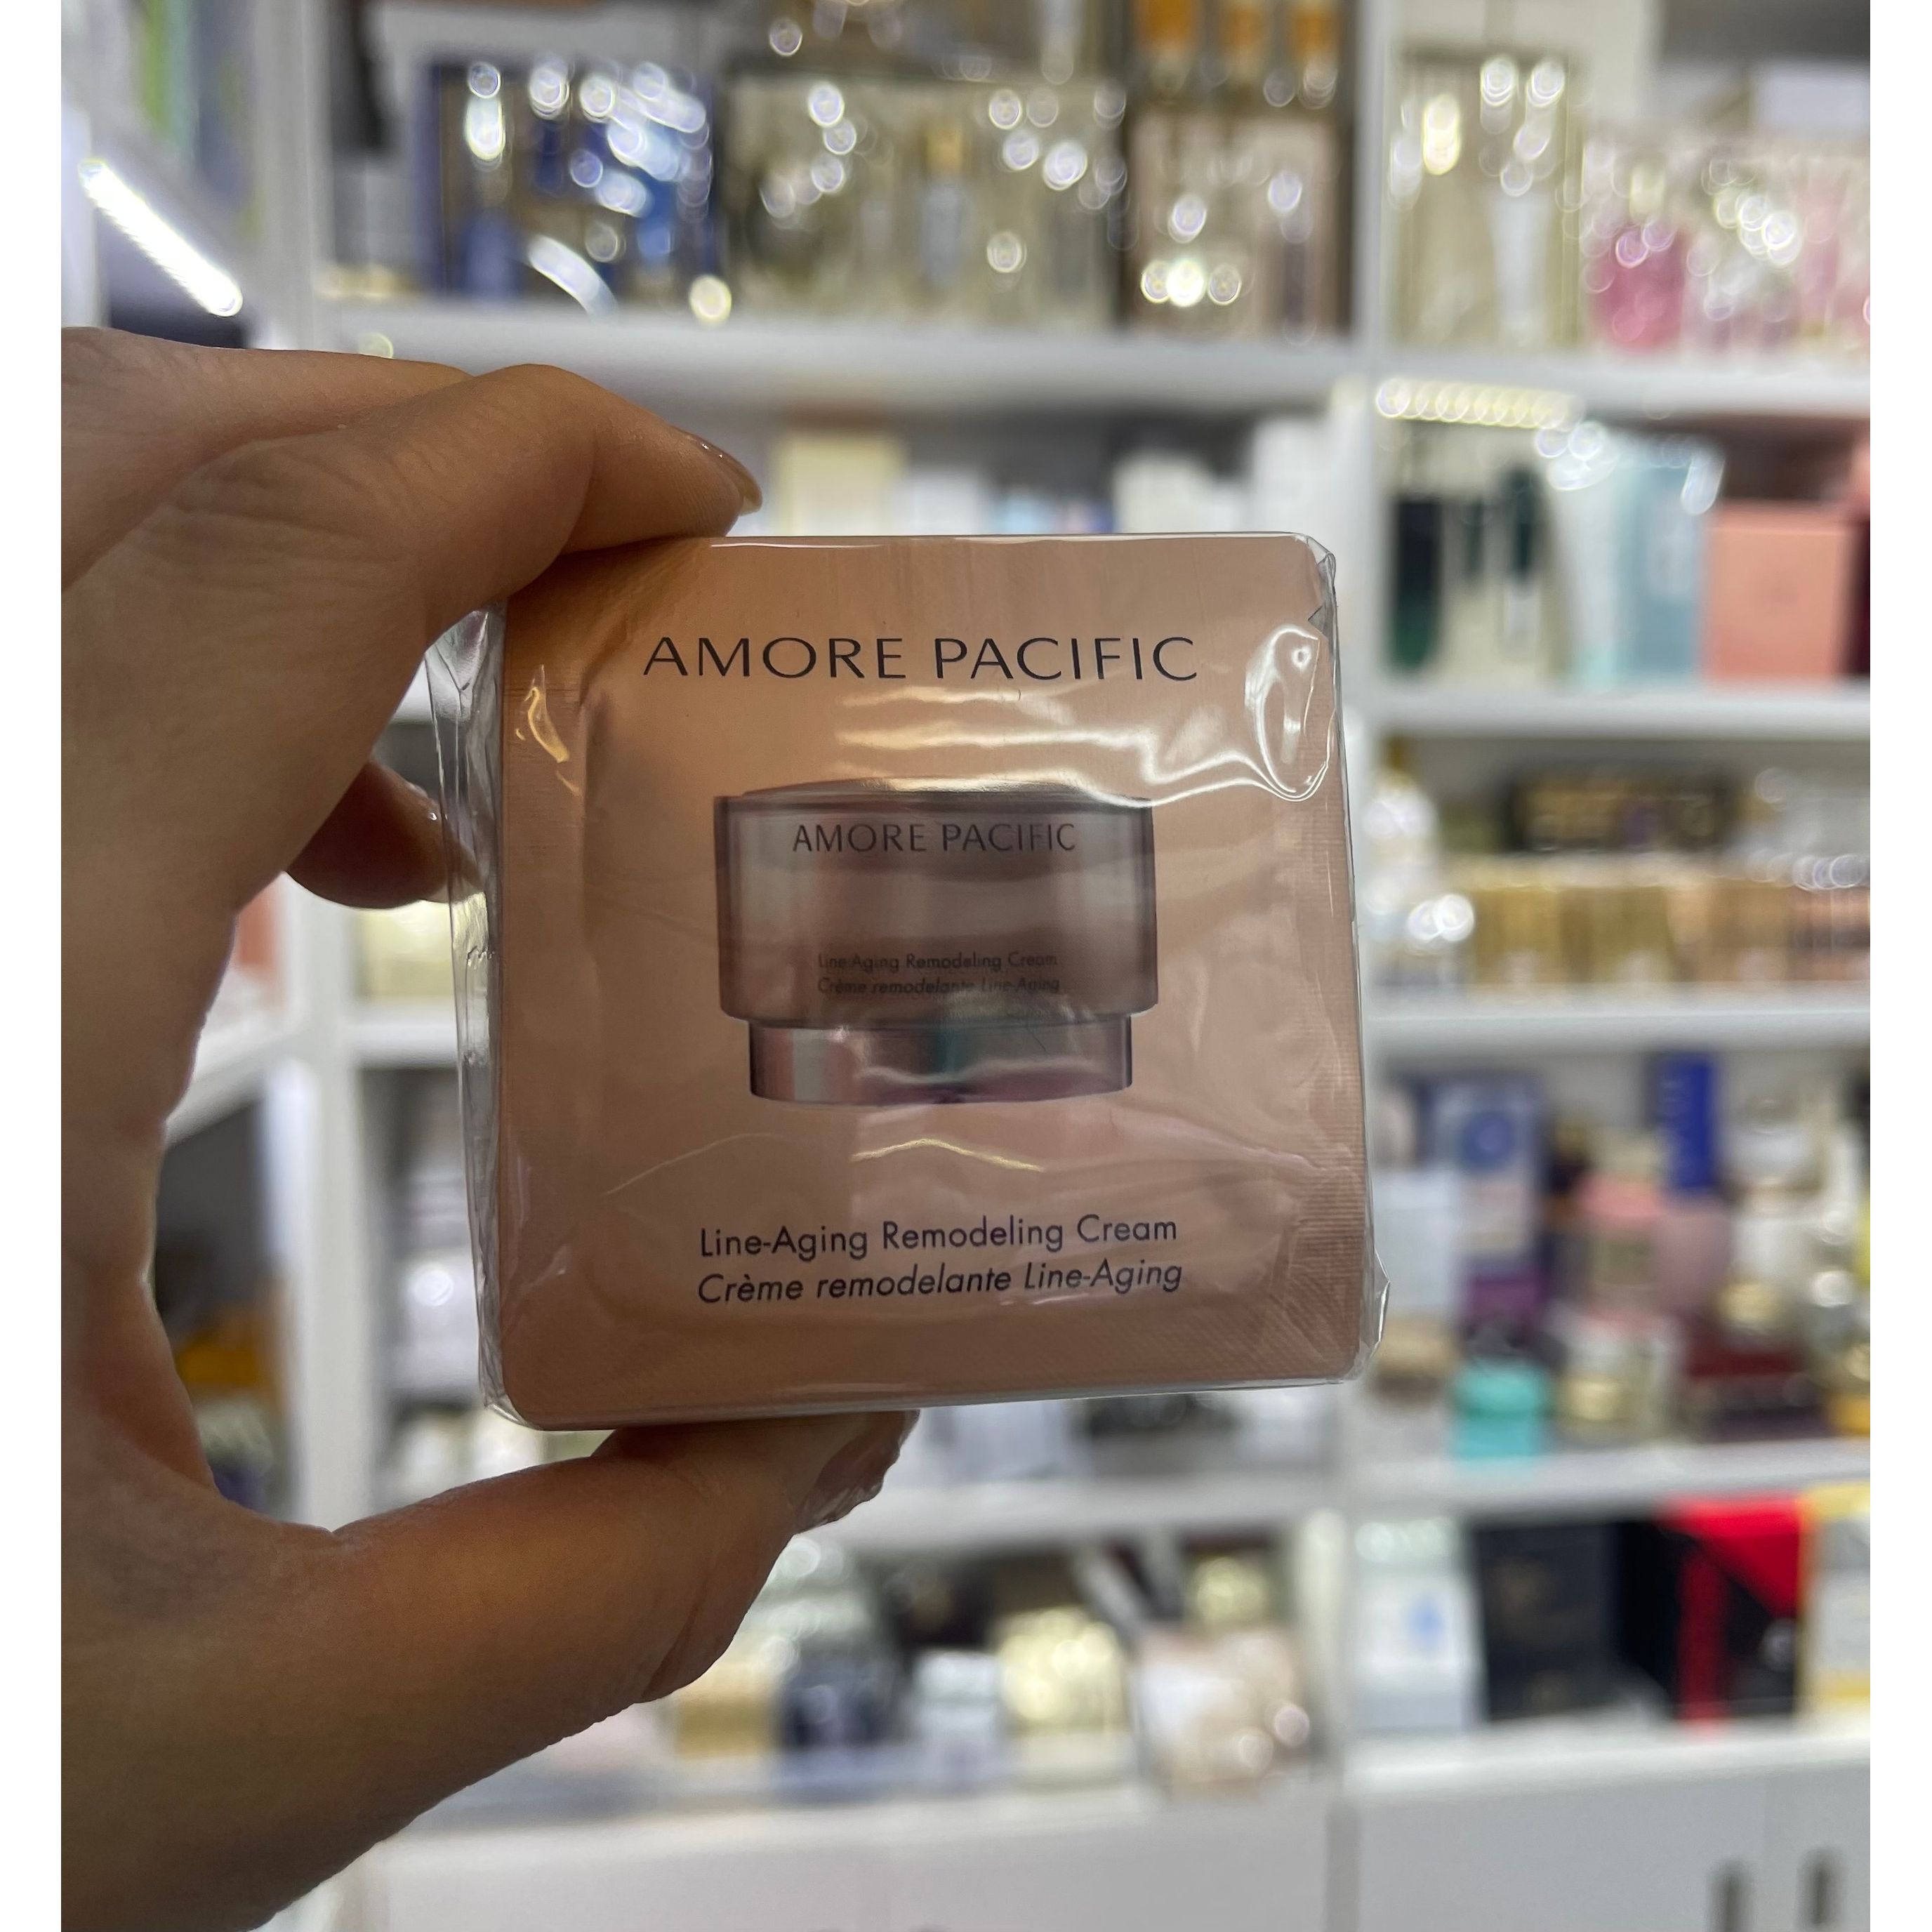 AMORE PACIFIC
AMORE PACIFIC
Line-Aging Remodeling Cream
Crème remodelante Line-Aging
Line-Aging Remodeling Cream
Crème remodelante Line-Aging